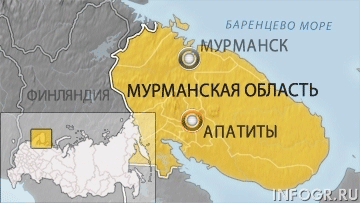 БАРЕНЦЕВО МОРЕ
МУРМАНСК
МУРМАНСКАЯ ОБЛАСТЬ
ФИНЛЯНДИЯ
АПАТИТЫ
INFOGR.RU